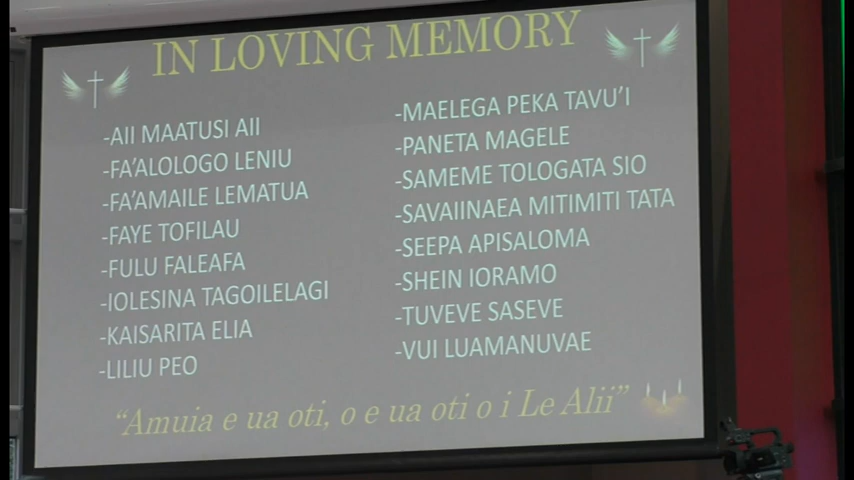 IN LOVING MEMORY
-AII MAATUSI AII
-FA'ALOLOGO LENIU
-FA'AMAILE LEMATUA
-FAYE TOFILAU
-FULU FALEAFA
-IOLESINA TAGOILELAGI
-KAISARITA ELIA
-LILIU PEO
-MAELEGA PEKA TAVU'I
-PANETA MAGELE
-SAMEME TOLOGATA SIO
-SAVAIINAEA MITIMITI TATA
-SEEPA APISALOMA
-SHEIN IORAMO
-TUVEVE SASEVE
-VUI LUAMANUVAE
"Amuia e ua oti, o e ua oti o i Le Alii"